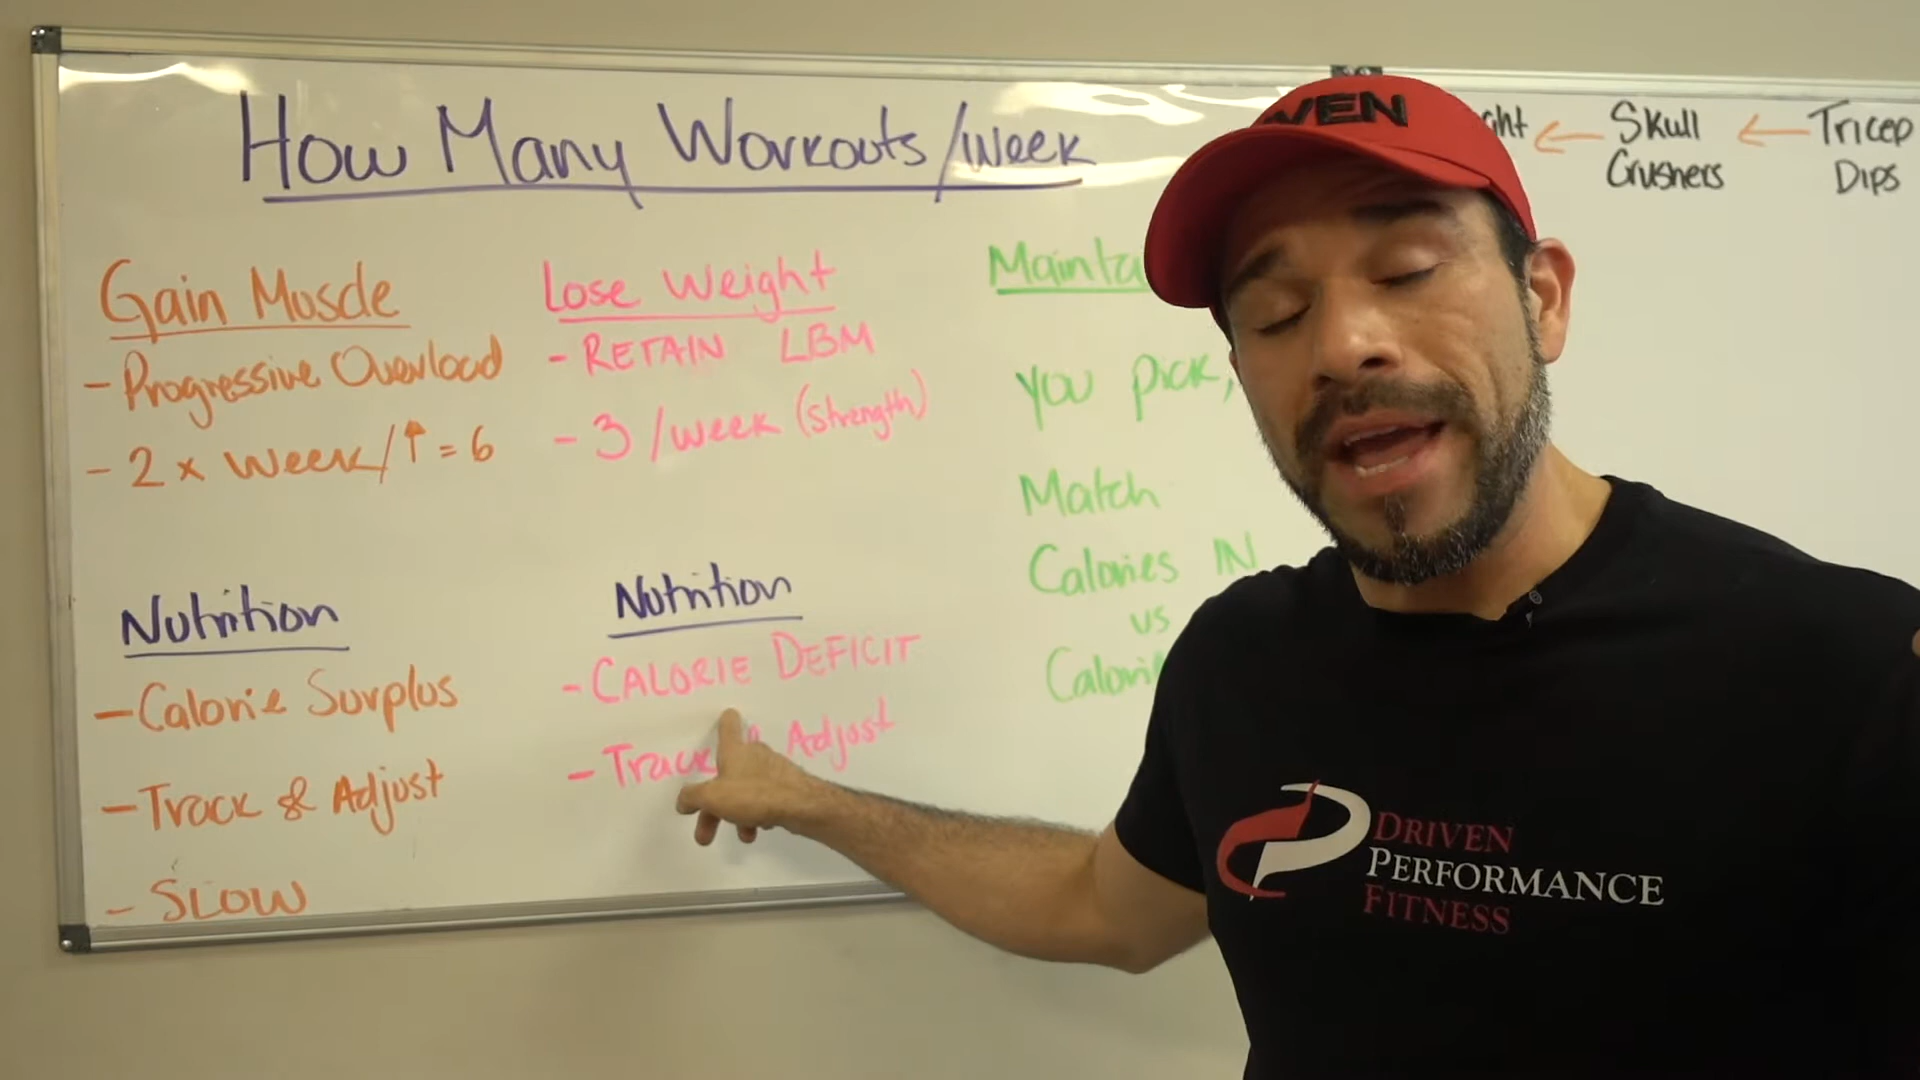 How Many Workouts/week
Gain Muscle
- Progressive Overload
- 2 x week/↑ = 6
Nutrition
- Calorie Surplus
- Track & Adjust
- SLOW
Lose Weight
- RETAIN LBM
- 3/week (strength)
Nutrition
- CALORIE DEFICIT
- Track Adjust
You pick,
Match
Calories IN
vs
← Skull Crushers ← Tricep Dips
DRIVEN
PERFORMANCE
FITNESS